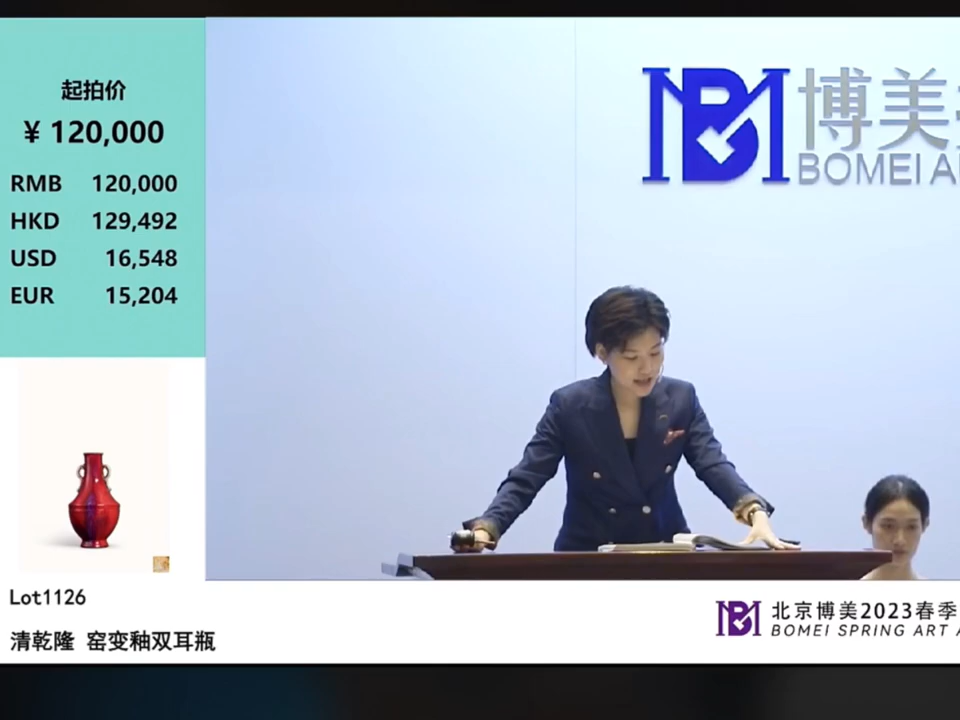 起拍价
¥ 120,000
RMB 120,000
HKD 129,492
USD 16,548
EUR 15,204
博美
BOMEI A
Lot1126
清乾隆 窑变釉双耳瓶
北京博美2023春季
BOMEI SPRING ART A